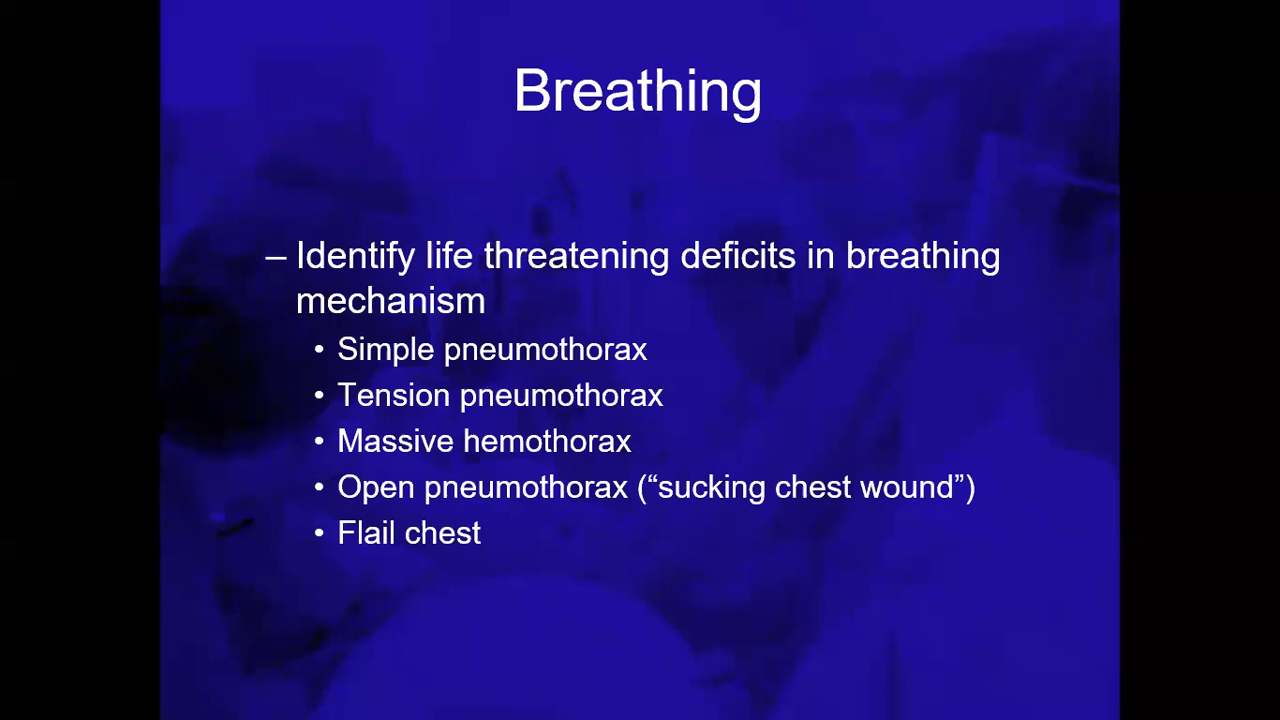 Breathing
– Identify life threatening deficits in breathing
mechanism
• Simple pneumothorax
• Tension pneumothorax
• Massive hemothorax
• Open pneumothorax (“sucking chest wound”)
• Flail chest